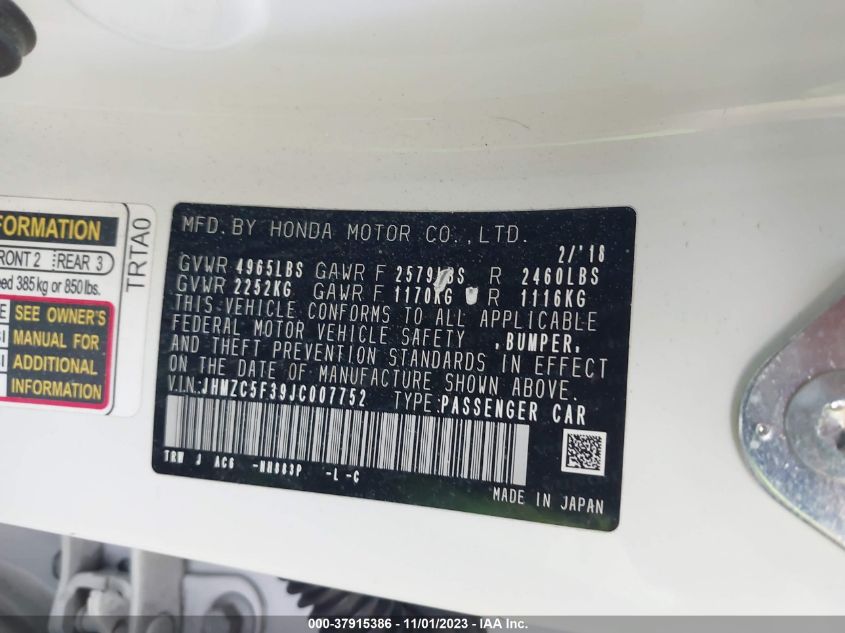 FORMATION
FRONT 2 REAR 3
eed 385 kg or 850 lbs.
SEE OWNER'S
MANUAL FOR
ADDITIONAL
INFORMATION
TRTA0
MFD. BY HONDA MOTOR CO.,LTD.
2/'18
GVWR 4965LBS GAWR F 2579LBS R 2460LBS
GVWR 2252KG GAWR F 1170KG R 1116KG
THIS VEHICLE CONFORMS TO ALL APPLICABLE
FEDERAL MOTOR VEHICLE SAFETY ,BUMPER,
AND THEFT PREVENTION STANDARDS IN EFFECT
ON THE DATE OF MANUFACTURE SHOWN ABOVE.
VIN:JHMZC5F39JC007752 TYPE:PASSENGER CAR
TRW J AC6 -NH883P -L -C
MADE IN JAPAN
000-37915386 - 11/01/2023 - IAA Inc.